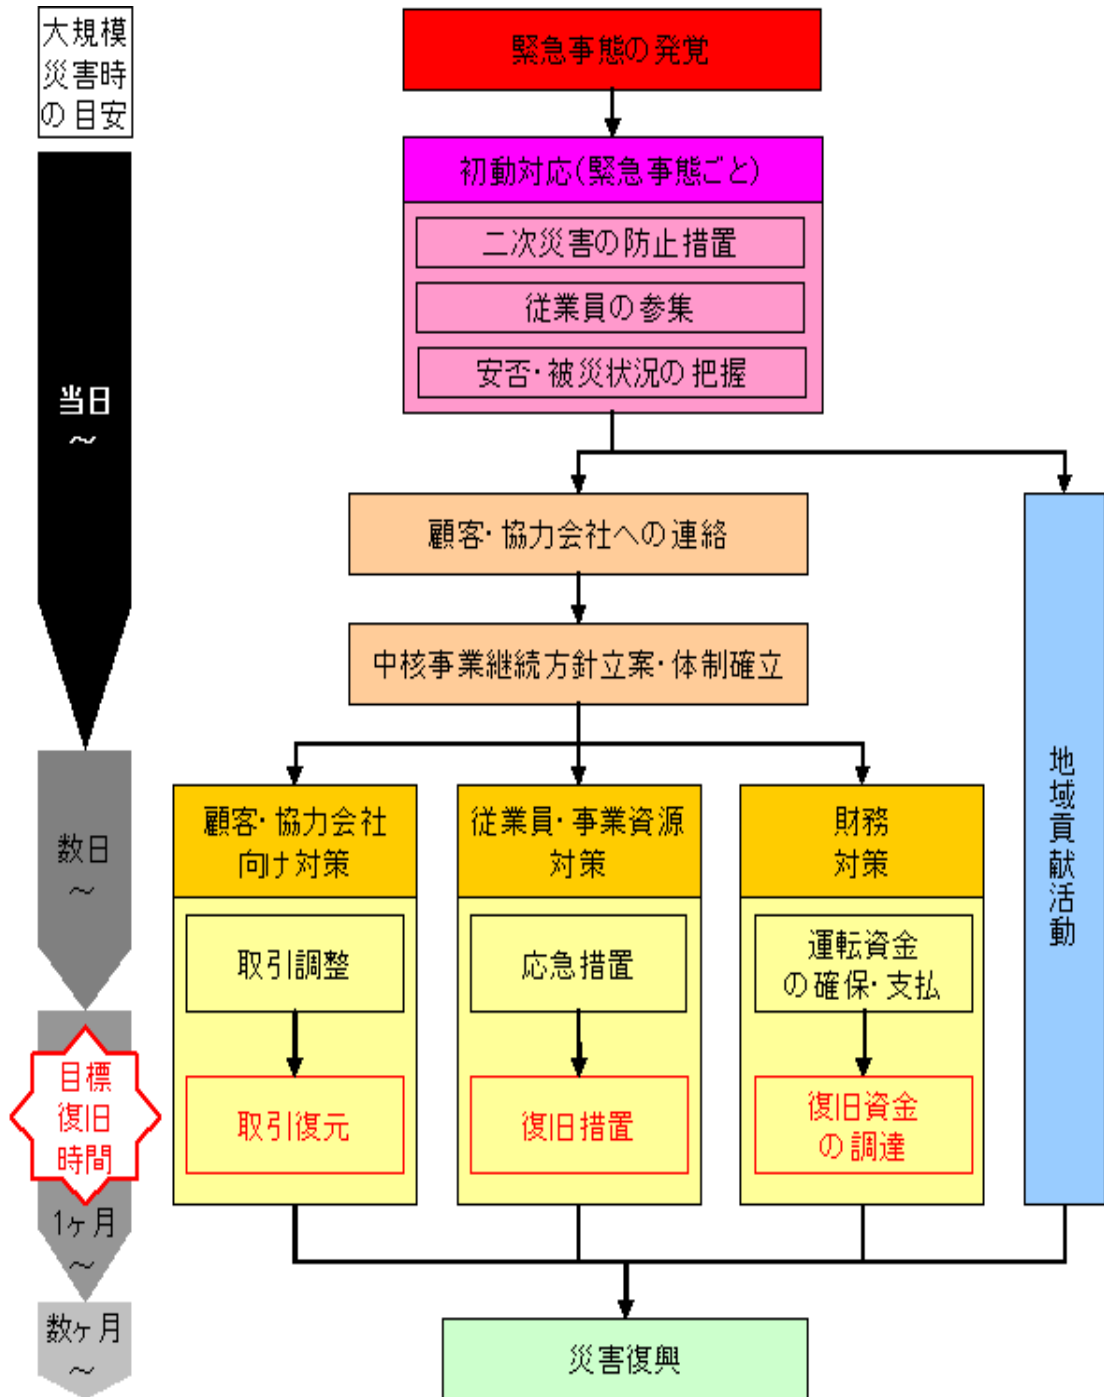 大規模
災害時
の目安
緊急事態の発覚
初動対応(緊急事態ごと)
二次災害の防止措置
従業員の参集
安否・被災状況の把握
当日
～
顧客・協力会社への連絡
中核事業継続方針立案・体制確立
地域貢献活動
数日
～
顧客・協力会社
向け対策
従業員・事業資源
対策
財務
対策
取引調整
応急措置
運転資金
の確保・支払
目標
復旧
時間
取引復元
復旧措置
復旧資金
の調達
1ヶ月
～
数ヶ月
～
災害復興